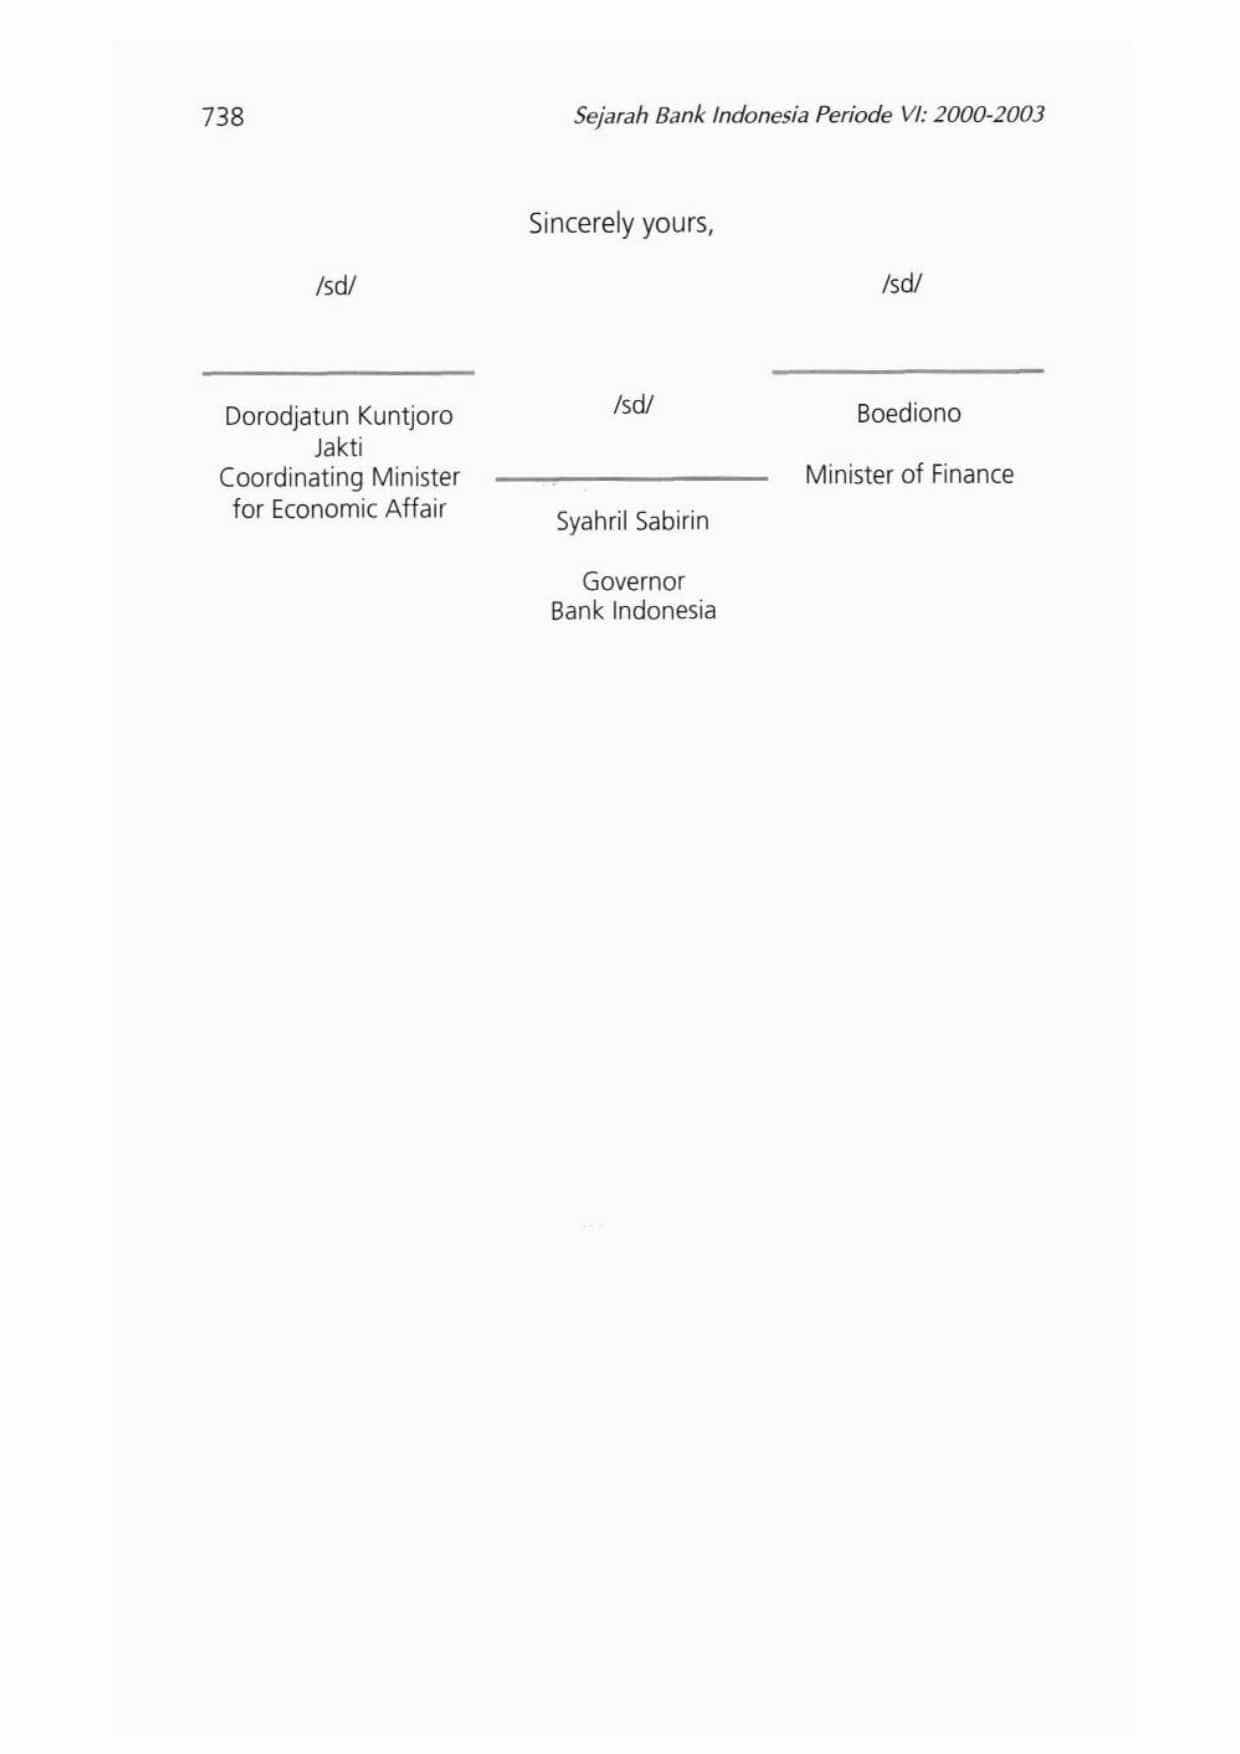 738
Sejarah Bank Indonesia Periode VI: 2000-2003
Sincerely yours,
/sd/
/sd/
Dorodjatun Kuntjoro
Jakti
Coordinating Minister
for Economic Affair
/sd/
Syahril Sabirin
Governor
Bank Indonesia
Boediono
Minister of Finance